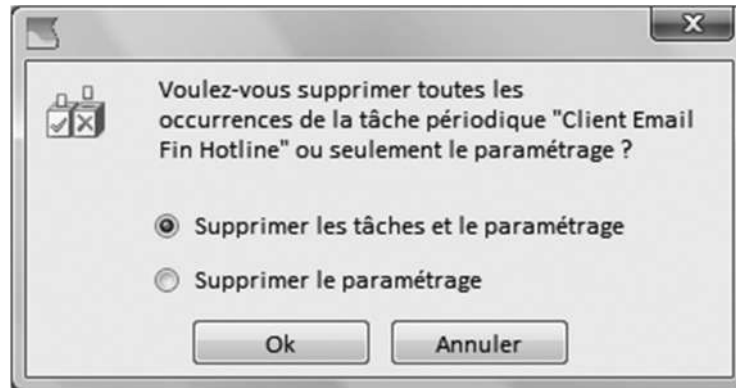 Voulez-vous supprimer toutes les
occurrences de la tâche périodique "Client Email
Fin Hotline" ou seulement le paramétrage ?
Supprimer les tâches et le paramétrage
Supprimer le paramétrage
Ok Annuler